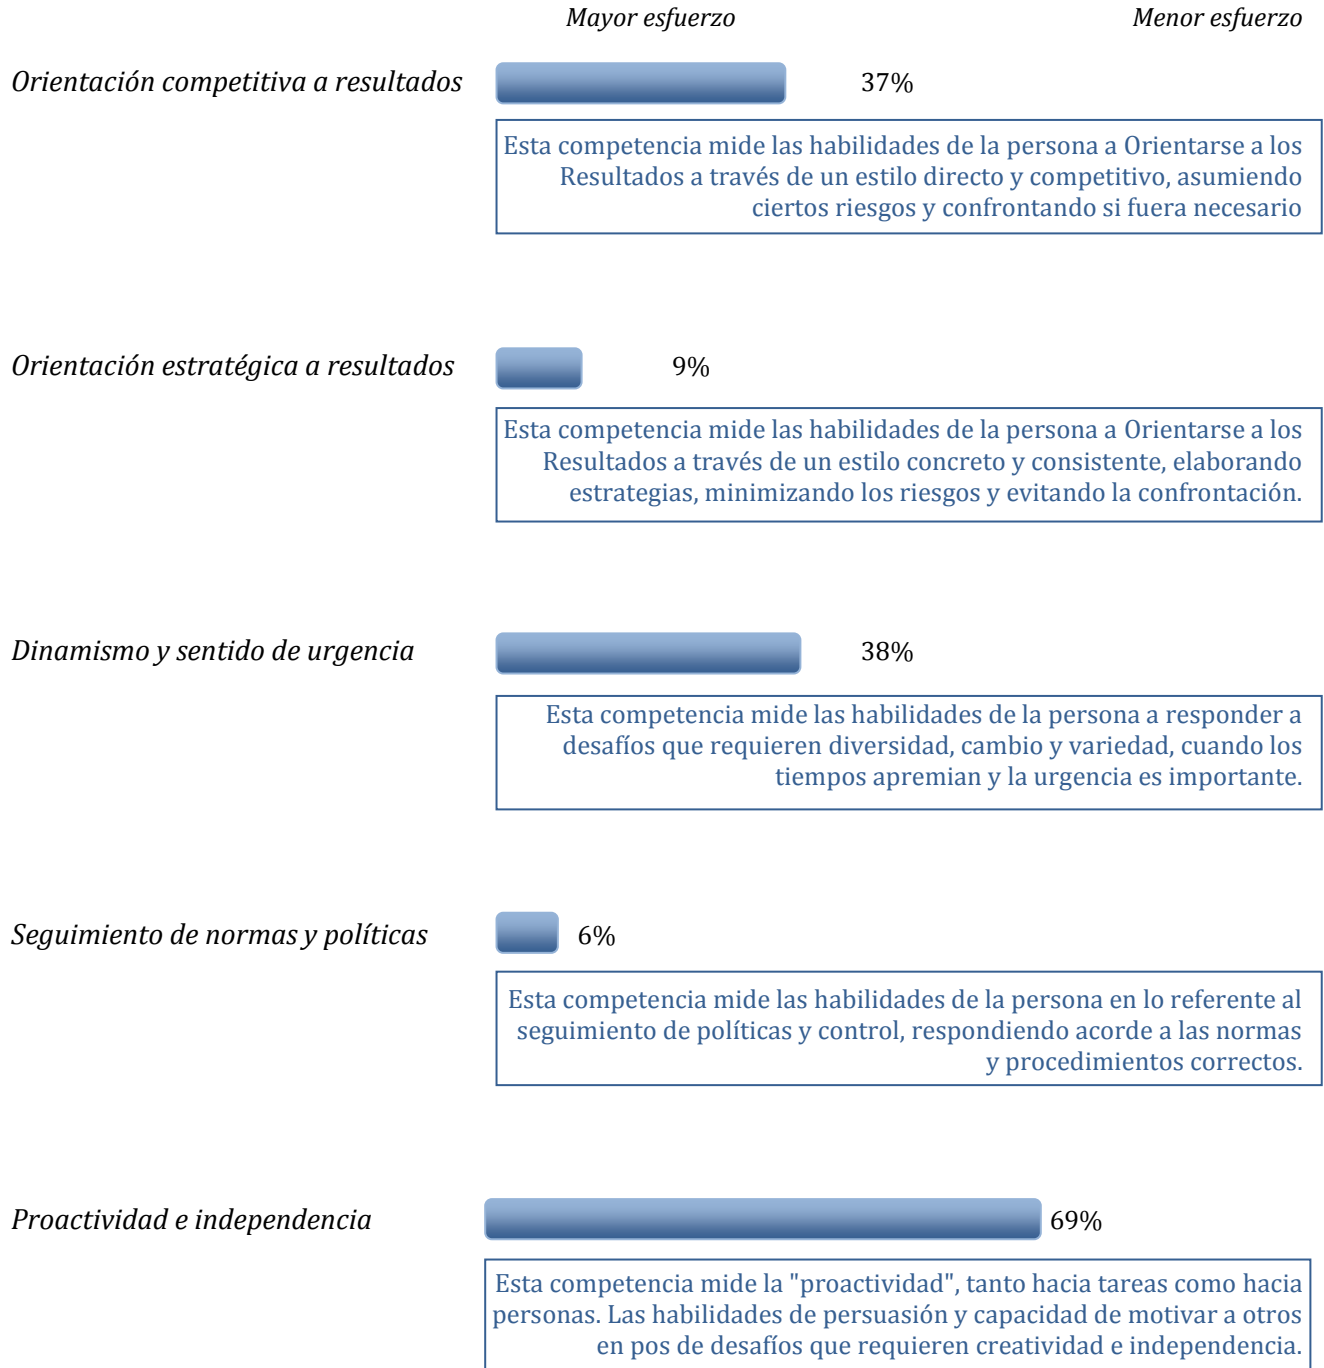 Mayor esfuerzo Menor esfuerzo
Orientación competitiva a resultados 37%
Esta competencia mide las habilidades de la persona a Orientarse a los
Resultados a través de un estilo directo y competitivo, asumiendo
ciertos riesgos y confrontando si fuera necesario
Orientación estratégica a resultados 9%
Esta competencia mide las habilidades de la persona a Orientarse a los
Resultados a través de un estilo concreto y consistente, elaborando
estrategias, minimizando los riesgos y evitando la confrontación.
Dinamismo y sentido de urgencia 38%
Esta competencia mide las habilidades de la persona a responder a
desafíos que requieren diversidad, cambio y variedad, cuando los
tiempos apremian y la urgencia es importante.
Seguimiento de normas y políticas 6%
Esta competencia mide las habilidades de la persona en lo referente al
seguimiento de políticas y control, respondiendo acorde a las normas
y procedimientos correctos.
Proactividad e independencia 69%
Esta competencia mide la "proactividad", tanto hacia tareas como hacia
personas. Las habilidades de persuasión y capacidad de motivar a otros
en pos de desafíos que requieren creatividad e independencia.